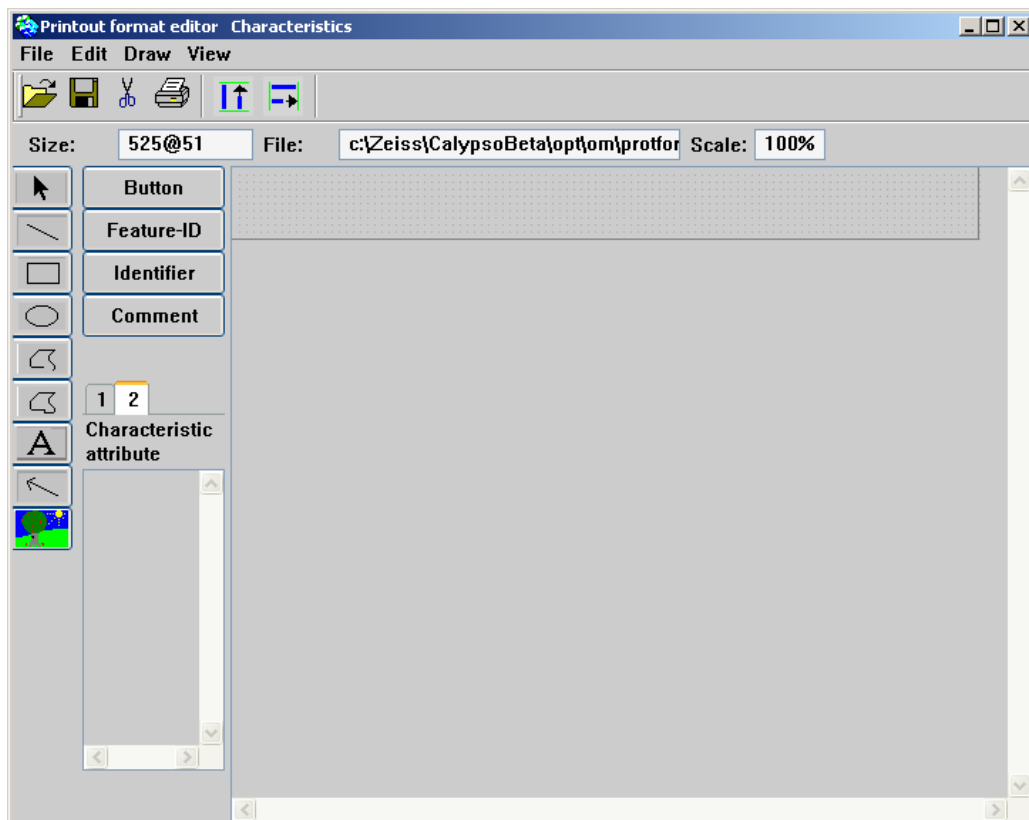 Printout format editor Characteristics
File Edit Draw View
Size: 525@51 File: c:\Zeiss\CalypsoBeta\opt\om\protfor Scale: 100%
Button
Feature-ID
Identifier
Comment
1 2
Characteristic
attribute
A